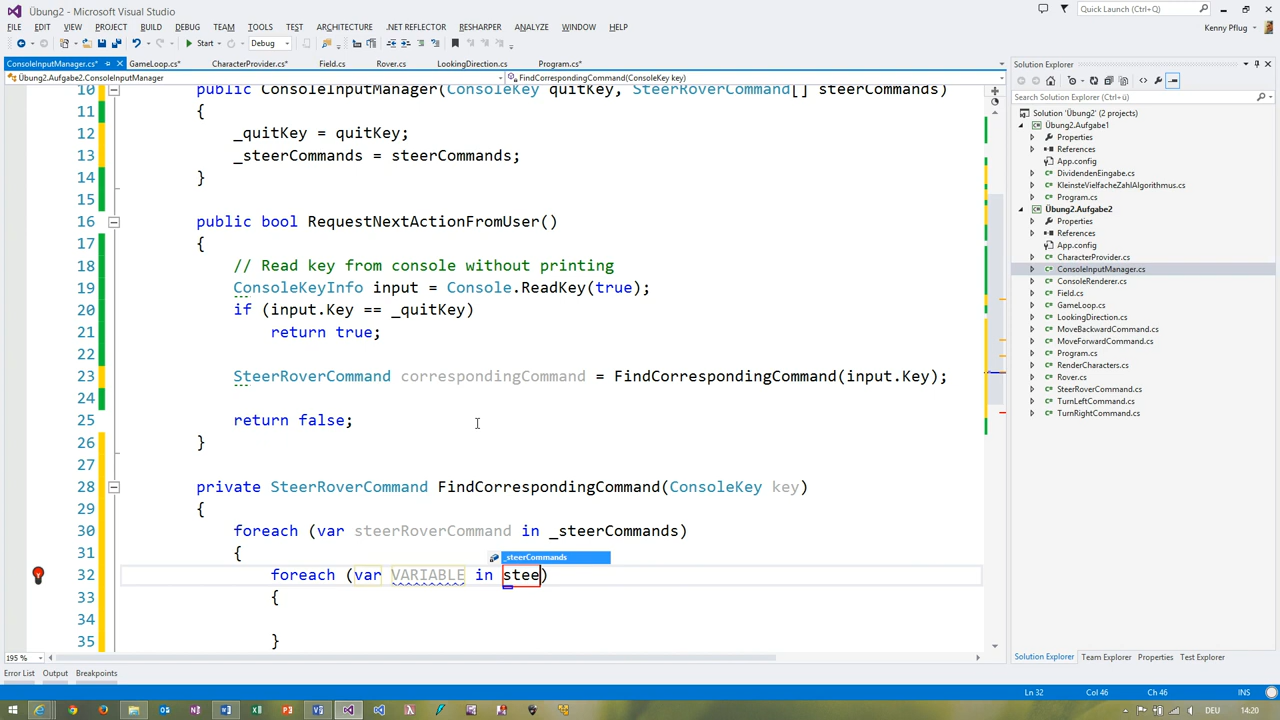 Übung2 - Microsoft Visual Studio
Quick Launch (Ctrl+Q)
FILE EDIT VIEW PROJECT BUILD DEBUG TEAM TOOLS TEST ARCHITECTURE .NET REFLECTOR RESHARPER ANALYZE WINDOW HELP
Kenny Pflug
Start Debug
ConsoleInputManager.cs* GameLoop.cs* CharacterProvider.cs* Field.cs Rover.cs LookingDirection.cs Program.cs*
Übung2.Aufgabe2.ConsoleInputManager
FindCorrespondingCommand(ConsoleKey key)
10 public ConsoleInputManager(ConsoleKey quitKey, SteerRoverCommand[] steerCommands)
11 {
12 _quitKey = quitKey;
13 _steerCommands = steerCommands;
14 }
15
16 public bool RequestNextActionFromUser()
17 {
18 // Read key from console without printing
19 ConsoleKeyInfo input = Console.ReadKey(true);
20 if (input.Key == _quitKey)
21 return true;
22
23 SteerRoverCommand correspondingCommand = FindCorrespondingCommand(input.Key);
24
25 return false;
26 }
27
28 private SteerRoverCommand FindCorrespondingCommand(ConsoleKey key)
29 {
30 foreach (var steerRoverCommand in _steerCommands)
31 {
_steerCommands
32 foreach (var VARIABLE in stee)
33 {
34
35 }
195 %
Error List Output Breakpoints
Solution Explorer
Search Solution Explorer (Ctrl+ü)
Solution 'Übung2' (2 projects)
Übung2.Aufgabe1
Properties
References
App.config
DividendenEingabe.cs
KleinsteVielfacheZahlAlgorithmus.cs
Program.cs
Übung2.Aufgabe2
Properties
References
App.config
CharacterProvider.cs
ConsoleInputManager.cs
ConsoleRenderer.cs
Field.cs
GameLoop.cs
LookingDirection.cs
MoveBackwardCommand.cs
MoveForwardCommand.cs
Program.cs
RenderCharacters.cs
Rover.cs
SteerRoverCommand.cs
TurnLeftCommand.cs
TurnRightCommand.cs
Solution Explorer Team Explorer Properties Test Explorer
Ln 32 Col 46 Ch 46 INS
DEU 14:20